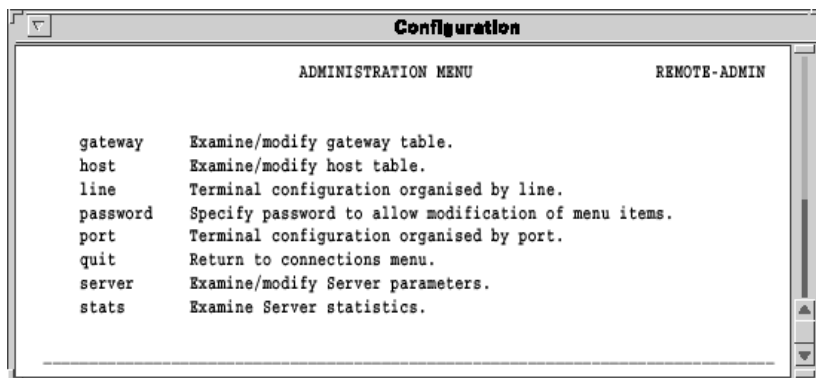 Configuration
ADMINISTRATION MENU REMOTE-ADMIN
gateway Examine/modify gateway table.
host Examine/modify host table.
line Terminal configuration organised by line.
password Specify password to allow modification of menu items.
port Terminal configuration organised by port.
quit Return to connections menu.
server Examine/modify Server parameters.
stats Examine Server statistics.